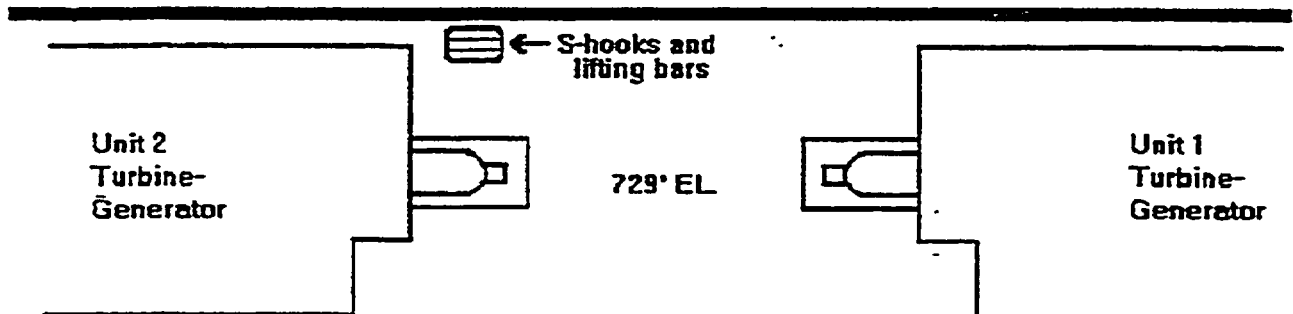 S-hooks and
lifting bars
Unit 2
Turbine-
Generator
729' EL
Unit 1
Turbine-
Generator